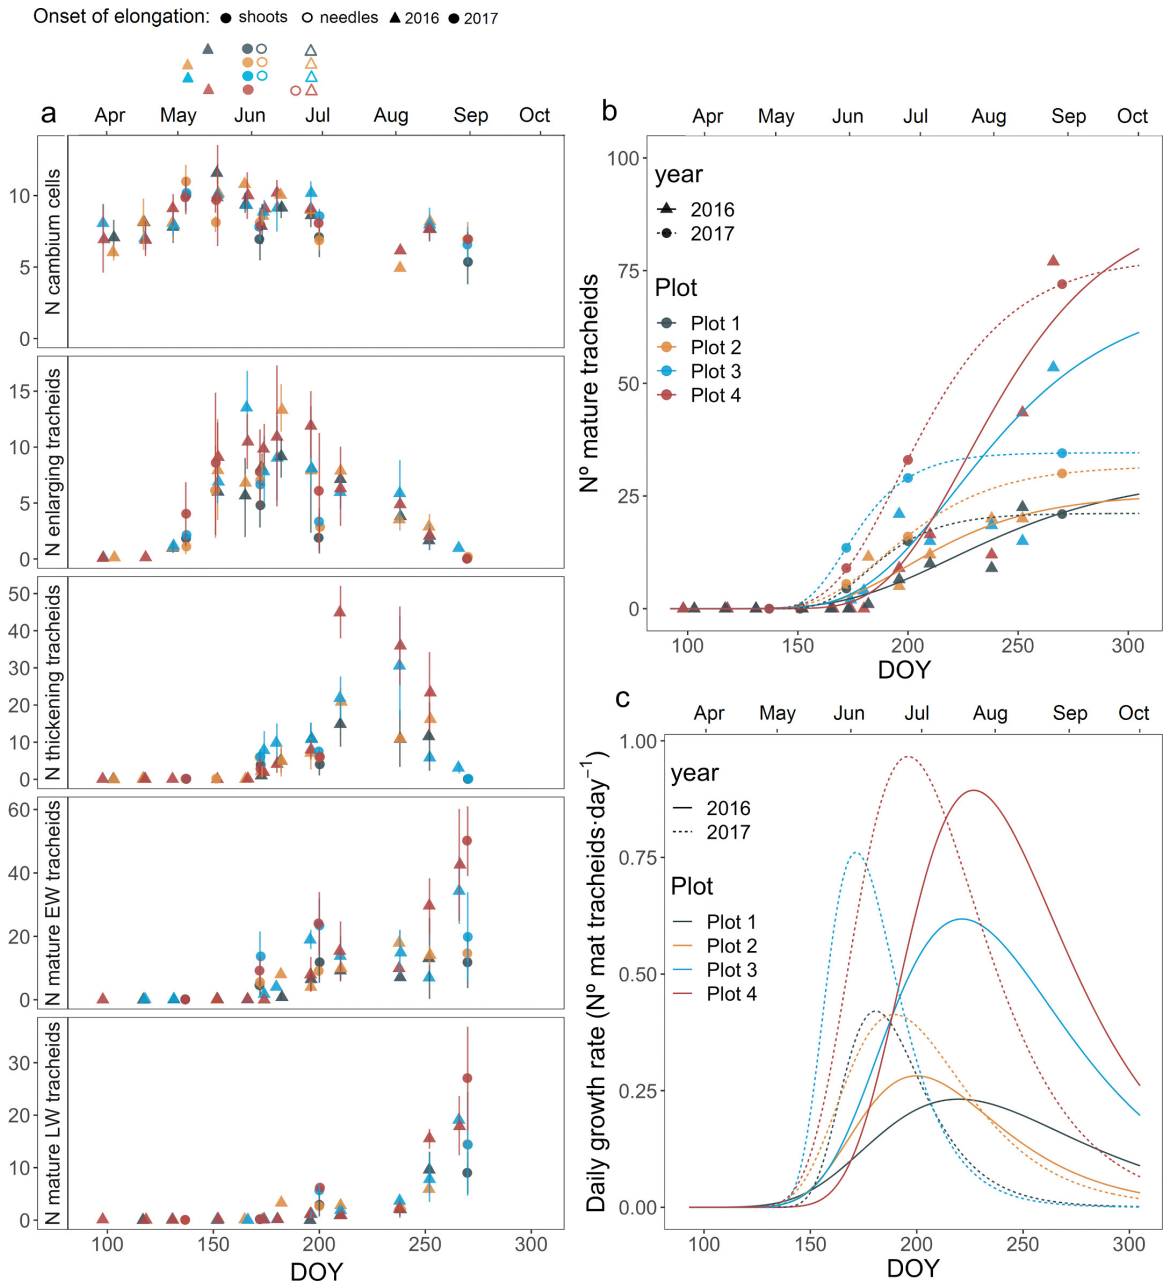 Onset of elongation: shoots needles 2016 2017
a
Apr May Jun Jul Aug Sep Oct
N cambium cells
10
5
0
N enlarging tracheids
15
10
5
0
N thickening tracheids
50
40
30
20
10
0
N mature EW tracheids
60
40
20
0
N mature LW tracheids
30
20
10
0
100 150 200 250 300
DOY
b
Apr May Jun Jul Aug Sep Oct
Nº mature tracheids
100
75
50
25
0
year
2016
2017
Plot
Plot 1
Plot 2
Plot 3
Plot 4
100 150 200 250 300
DOY
c
Apr May Jun Jul Aug Sep Oct
Daily growth rate (Nº mat tracheids·day⁻¹)
1.00
0.75
0.50
0.25
0.00
year
2016
2017
Plot
Plot 1
Plot 2
Plot 3
Plot 4
100 150 200 250 300
DOY